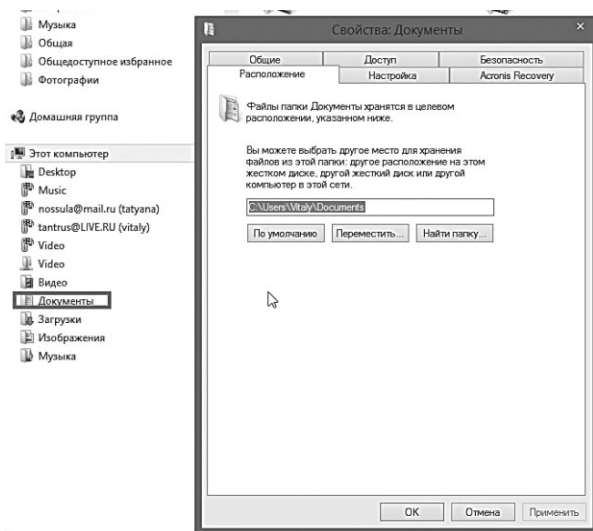 Музыка
Общая
Общедоступное избранное
Фотографии
Домашняя группа
Этот компьютер
Desktop
Music
nossula@mail.ru (tatyana)
tantrus@LIVE.RU (vitaly)
Video
Video
Видео
Документы
Загрузки
Изображения
Музыка
Свойства: Документы
Общие
Доступ
Безопасность
Расположение
Настройка
Acronis Recovery
Файлы папки Документы хранятся в целевом
расположении, указанном ниже.
Вы можете выбрать другое место для хранения
файлов из этой папки: другое расположение на этом
жестком диске, другой жесткий диск или другой
компьютер в этой сети.
C:\Users\Vitaly\Documents
По умолчанию
Переместить...
Найти папку...
OK
Отмена
Применить